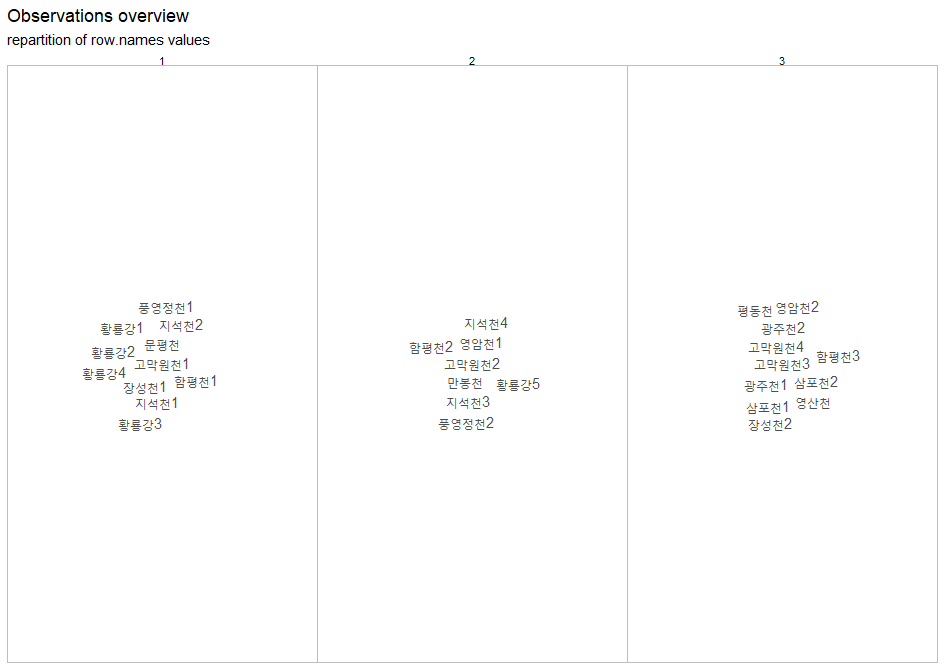 Observations overview
repartition of row.names values
1
2
3
풍영정천1
황룡강1
지석천2
문평천
황룡강2
고막원천1
황룡강4
함평천1
장성천1
지석천1
황룡강3
지석천4
함평천2
영암천1
고막원천2
만봉천
황룡강5
지석천3
풍영정천2
평동천
영암천2
광주천2
고막원천4
함평천3
고막원천3
광주천1
삼포천2
삼포천1
영산천
장성천2